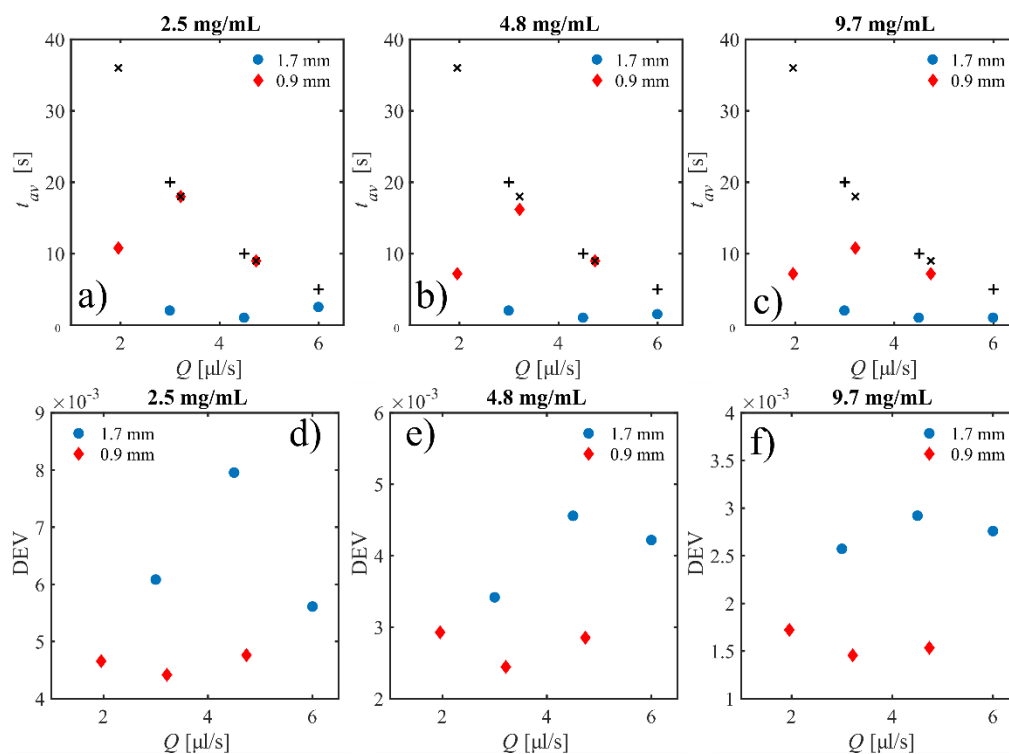 2.5 mg/mL
40
30
20
10
0
t_av [s]
1.7 mm
0.9 mm
a)
2 4 6
Q [μl/s]
4.8 mg/mL
40
30
20
10
0
t_av [s]
1.7 mm
0.9 mm
b)
2 4 6
Q [μl/s]
9.7 mg/mL
40
30
20
10
0
t_av [s]
1.7 mm
0.9 mm
c)
2 4 6
Q [μl/s]
×10⁻³ 2.5 mg/mL
9
8
7
6
5
4
DEV
1.7 mm
0.9 mm
d)
2 4 6
Q [μl/s]
×10⁻³ 4.8 mg/mL
6
5
4
3
2
DEV
e)
1.7 mm
0.9 mm
2 4 6
Q [μl/s]
×10⁻³ 9.7 mg/mL
4
3.5
3
2.5
2
1.5
1
DEV
f)
1.7 mm
0.9 mm
2 4 6
Q [μl/s]